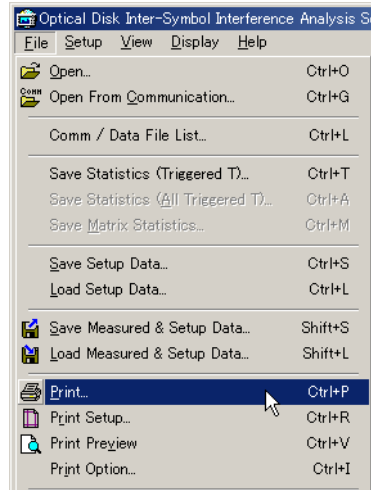 Optical Disk Inter-Symbol Interference Analysis S
File Setup View Display Help
Open... Ctrl+O
COMM Open From Communication... Ctrl+G
Comm / Data File List... Ctrl+L
Save Statistics (Triggered T)... Ctrl+T
Save Statistics (All Triggered T)... Ctrl+A
Save Matrix Statistics... Ctrl+M
Save Setup Data... Ctrl+S
Load Setup Data... Ctrl+L
Save Measured & Setup Data... Shift+S
Load Measured & Setup Data... Shift+L
Print... Ctrl+P
Print Setup... Ctrl+R
Print Preview Ctrl+V
Print Option... Ctrl+I